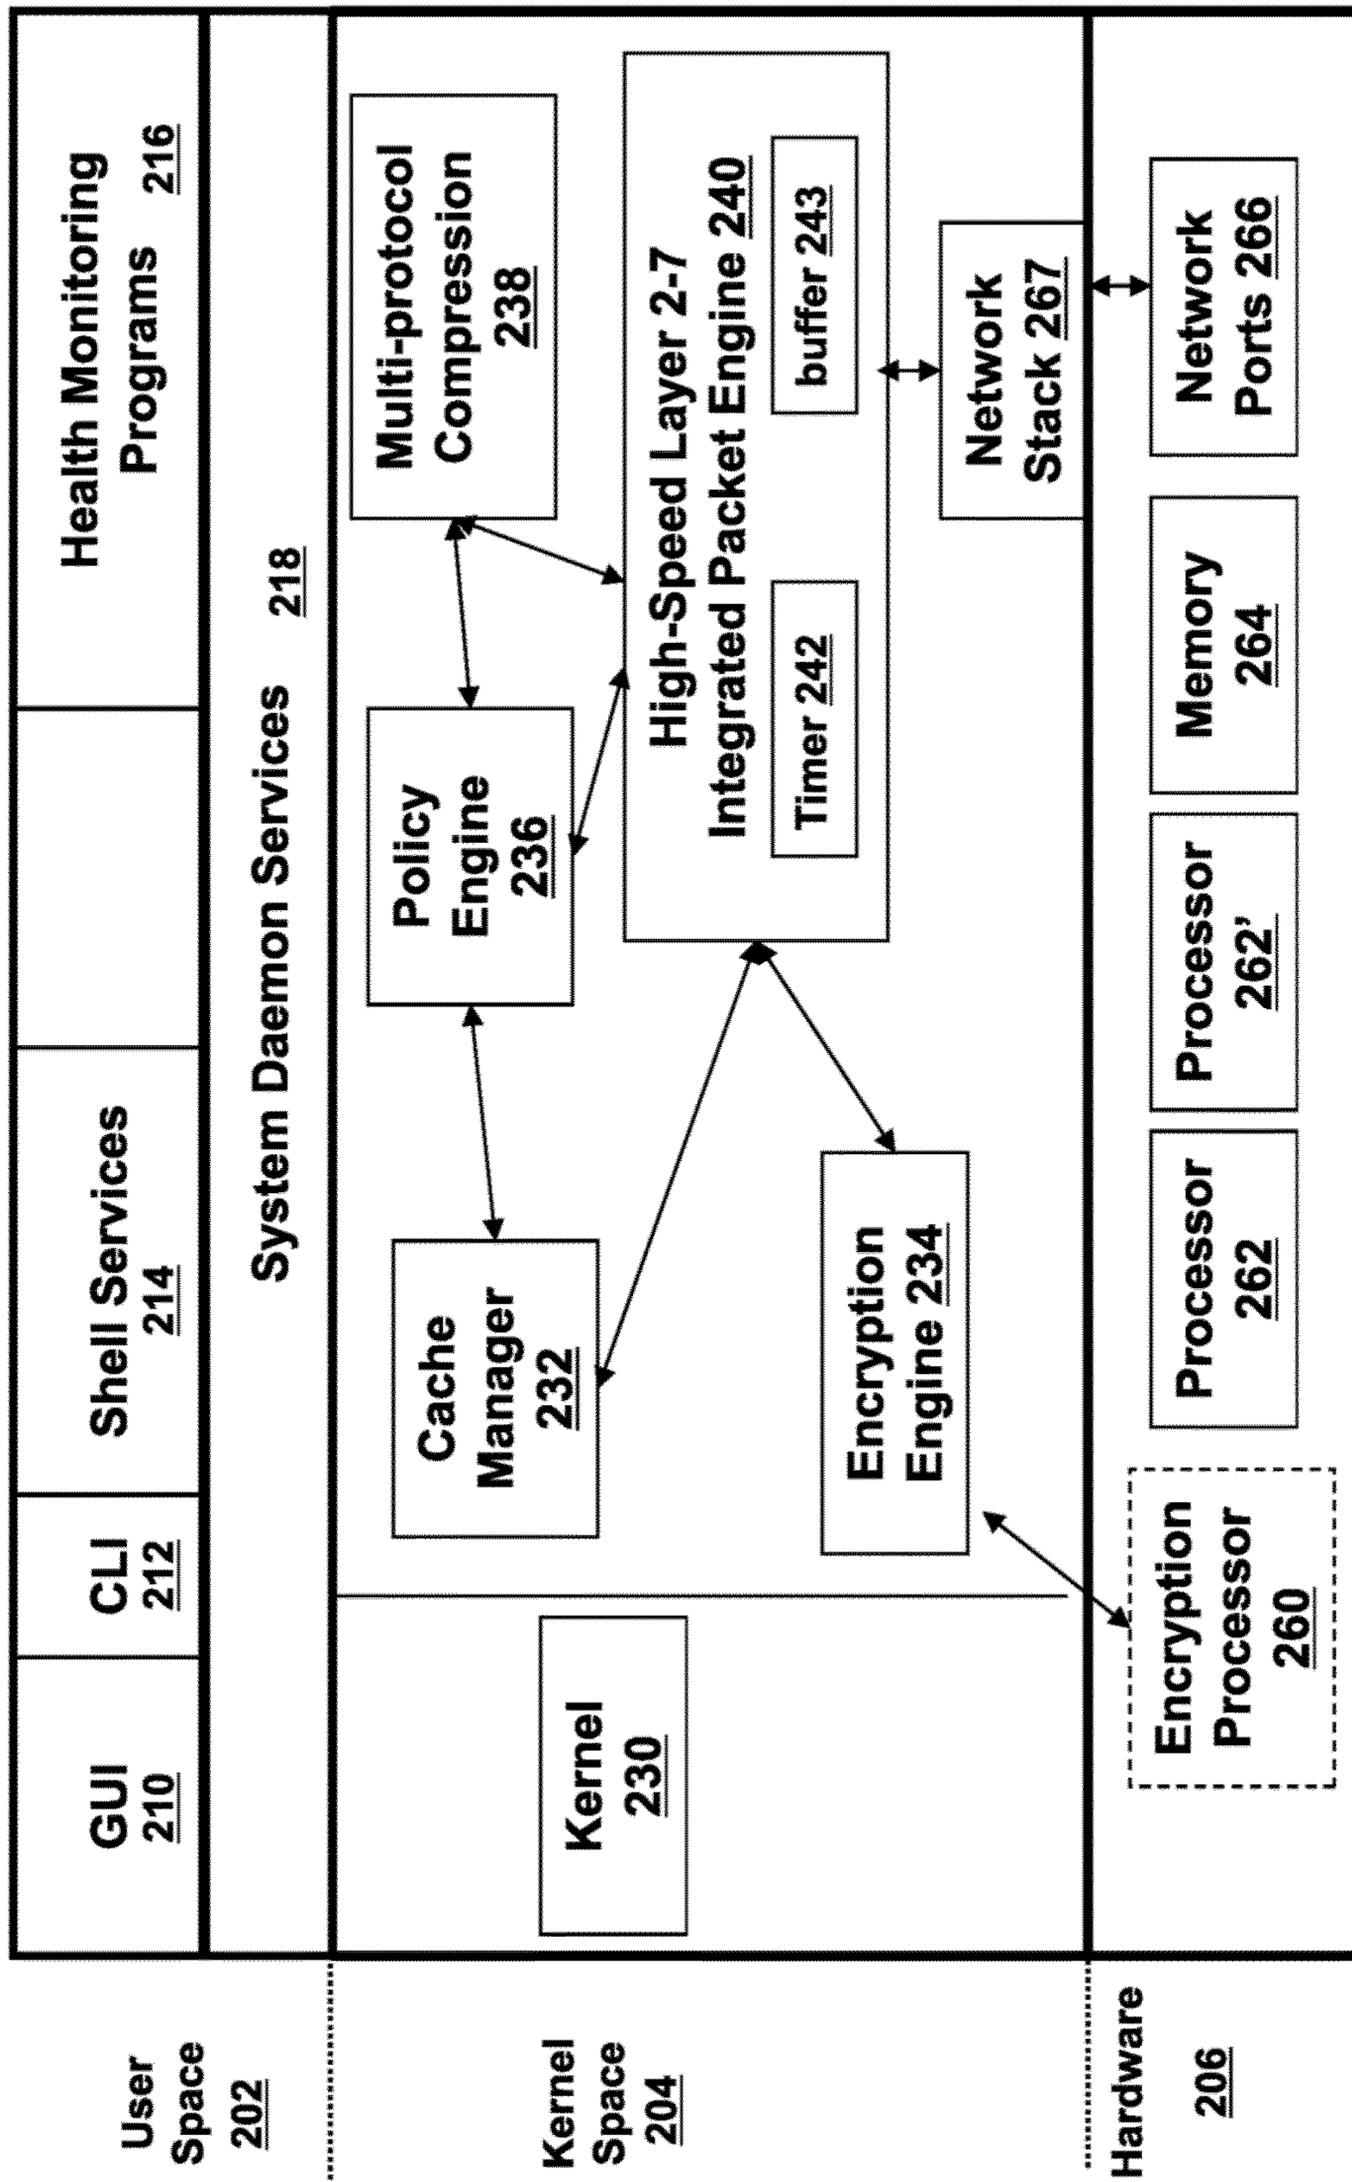 User
Space
202
GUI
210
CLI
212
Shell Services
214
Health Monitoring
Programs 216
System Daemon Services 218
Kernel
Space
204
Kernel
230
Cache
Manager
232
Policy
Engine
236
Multi-protocol
Compression
238
High-Speed Layer 2-7
Integrated Packet Engine 240
Timer 242
buffer 243
Encryption
Engine 234
Network
Stack 267
Hardware
206
Encryption
Processor
260
Processor
262
Processor
262'
Memory
264
Network
Ports 266